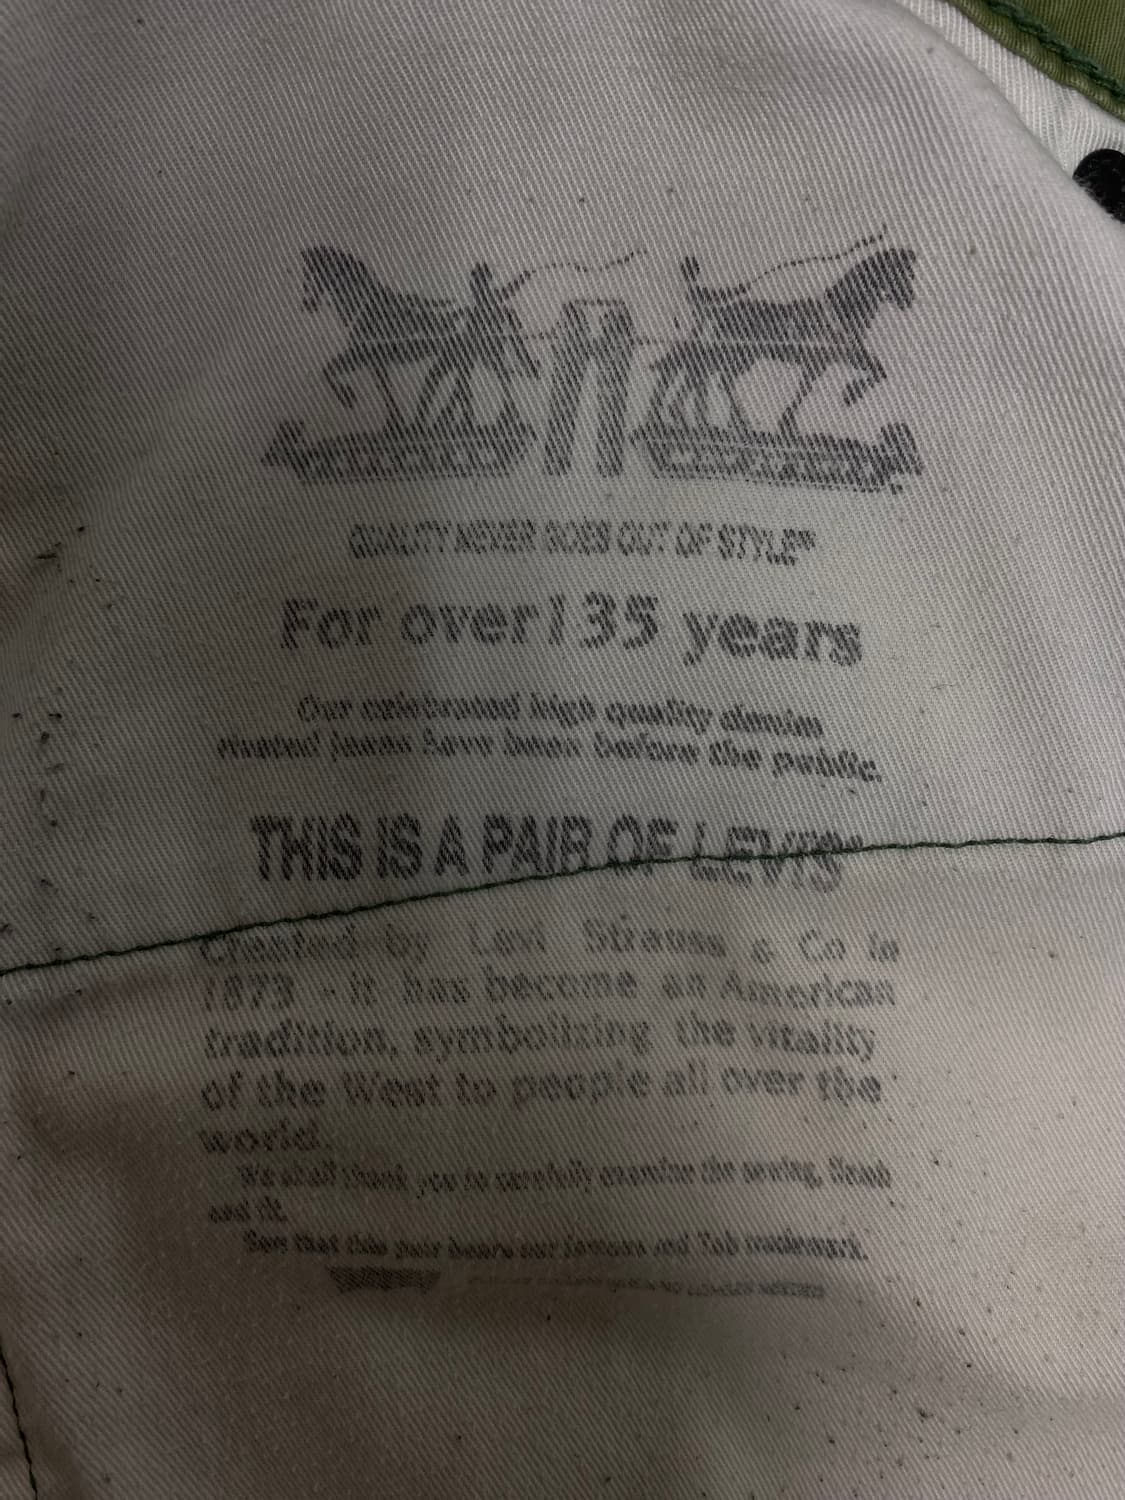 QUALITY NEVER GOES OUT OF STYLE™
For over 135 years
Our celebrated high quality denim
riveted jeans have been before the public.
THIS IS A PAIR OF LEVI'S®
Created by Levi Strauss & Co in
1873 - it has become an American
tradition, symbolizing the vitality
of the West to people all over the
world.
We shall thank you to carefully examine the sewing, finish
and fit.
See that this pair bears our famous red Tab trademark.